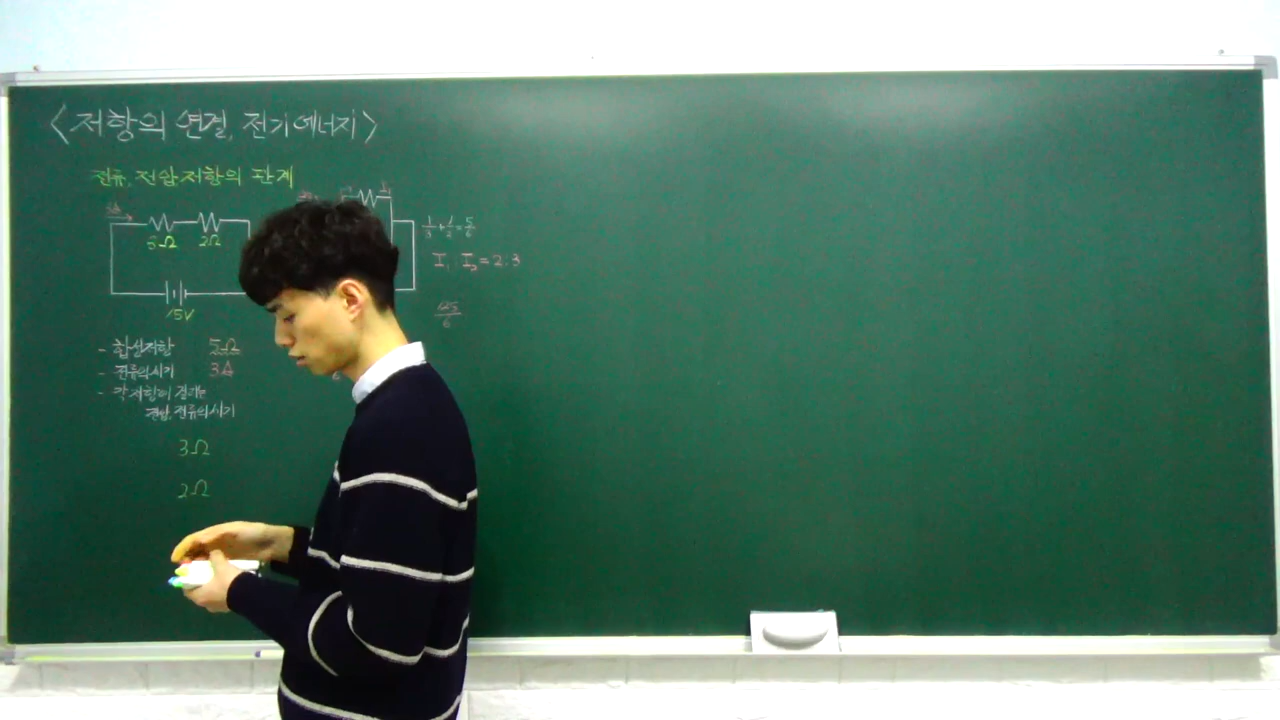 <저항의 연결, 전기에너지>
전류, 전압, 저항의 관계
3A
3Ω 2Ω
15V
- 합성저항 5Ω
- 전류의 세기 3A
- 각 저항에 걸리는
전압, 전류의 세기
3Ω
2Ω
1/3 + 1/2 = 5/6
I₁ : I₂ = 2 : 3
6